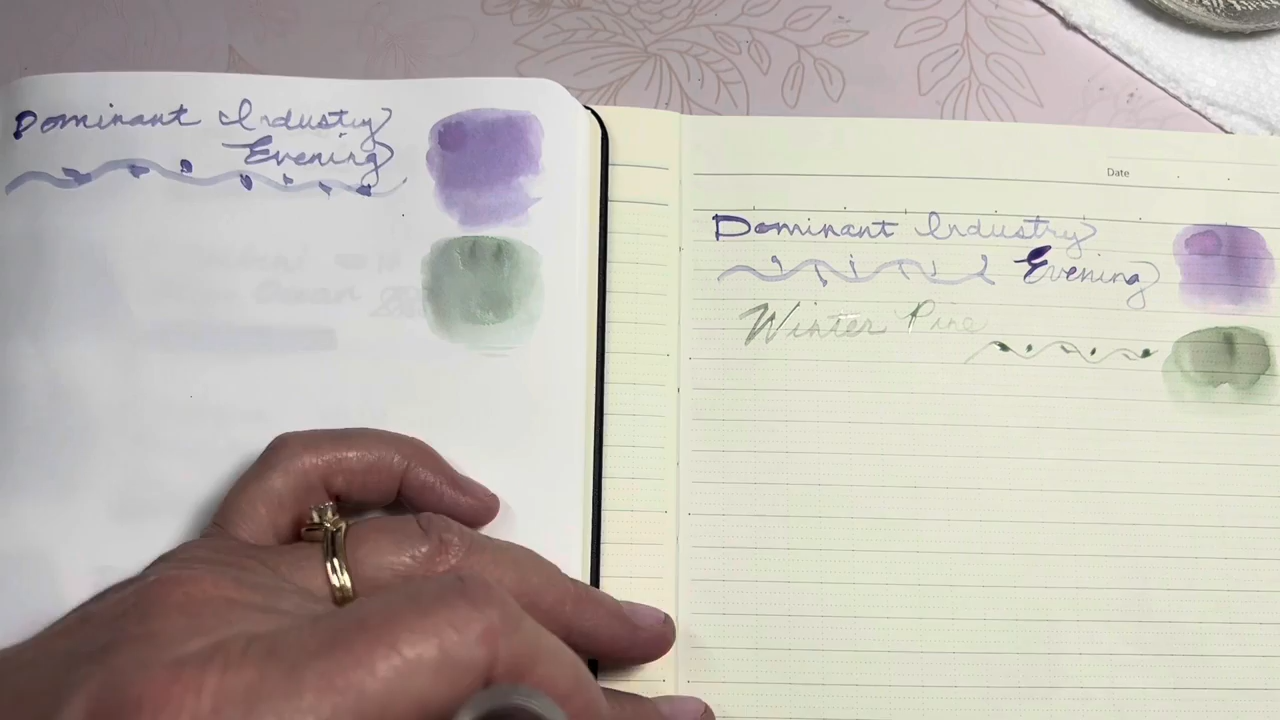 Dominant Industry
Evening
Date
Dominant Industry
Evening
Winter Pine